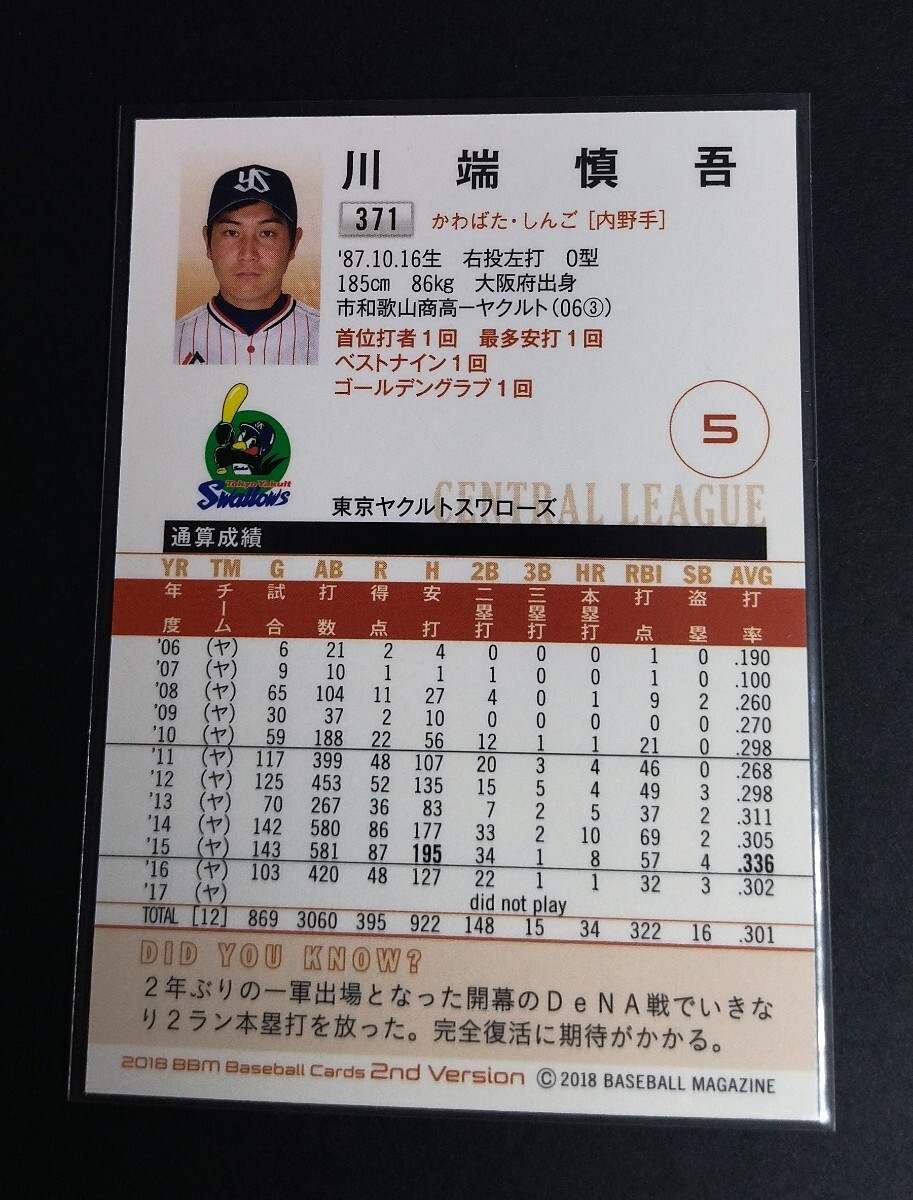 YS
川端慎吾
371 かわばた・しんご [内野手]
'87.10.16生 右投左打 O型
185cm 86kg 大阪府出身
市和歌山商高ーヤクルト(06③)
首位打者1回 最多安打1回
ベストナイン1回
ゴールデングラブ1回
5
Tokyo Yakult
Swallows
CENTRAL LEAGUE
東京ヤクルトスワローズ
通算成績
YR TM G AB R H 2B 3B HR RBI SB AVG
年度 チーム 試合 打数 得点 安打 二塁打 三塁打 本塁打 打点 盗塁 打率
'06 (ヤ) 6 21 2 4 0 0 0 1 0 .190
'07 (ヤ) 9 10 1 1 1 0 0 1 0 .100
'08 (ヤ) 65 104 11 27 4 0 1 9 2 .260
'09 (ヤ) 30 37 2 10 0 0 0 0 0 .270
'10 (ヤ) 59 188 22 56 12 1 1 21 0 .298
'11 (ヤ) 117 399 48 107 20 3 4 46 0 .268
'12 (ヤ) 125 453 52 135 15 5 4 49 3 .298
'13 (ヤ) 70 267 36 83 7 2 5 37 2 .311
'14 (ヤ) 142 580 86 177 33 2 10 69 2 .305
'15 (ヤ) 143 581 87 195 34 1 8 57 4 .336
'16 (ヤ) 103 420 48 127 22 1 1 32 3 .302
'17 (ヤ) did not play
TOTAL [12] 869 3060 395 922 148 15 34 322 16 .301
DID YOU KNOW?
2年ぶりの一軍出場となった開幕のDeNA戦でいきな
り2ラン本塁打を放った。完全復活に期待がかかる。
2018 BBM Baseball Cards 2nd Version © 2018 BASEBALL MAGAZINE